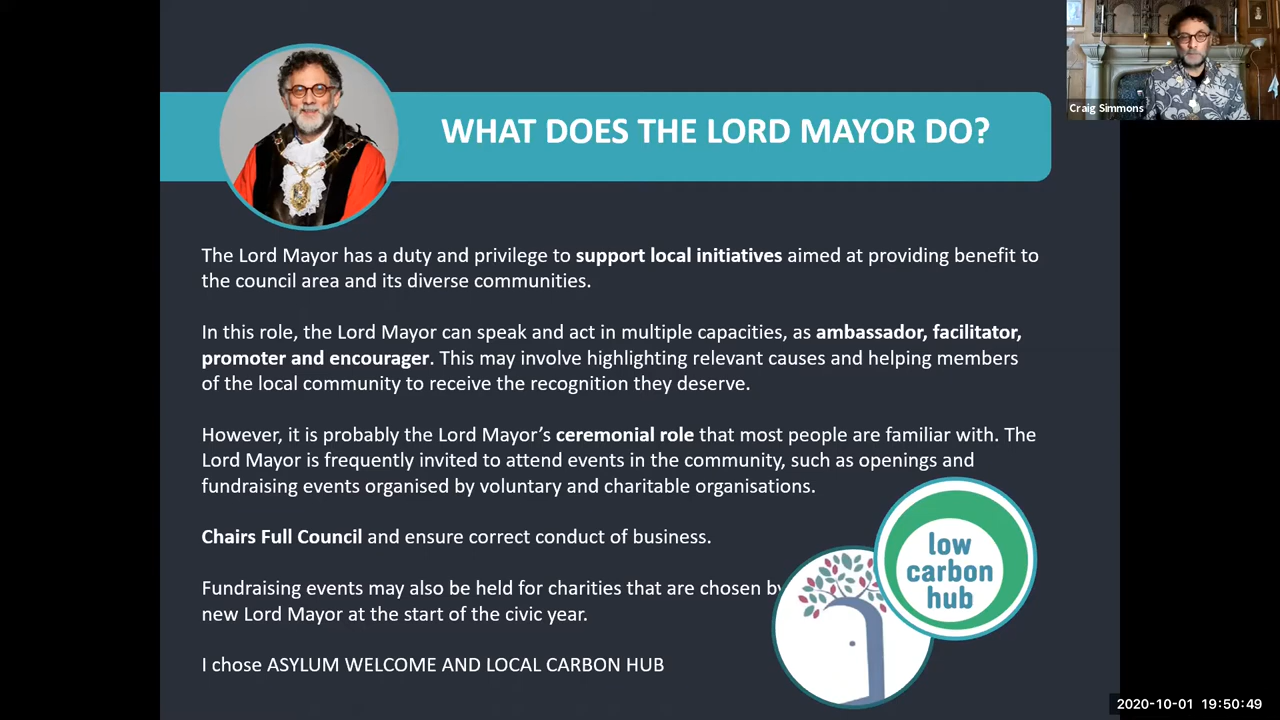 Craig Simmons
WHAT DOES THE LORD MAYOR DO?
The Lord Mayor has a duty and privilege to support local initiatives aimed at providing benefit to
the council area and its diverse communities.
In this role, the Lord Mayor can speak and act in multiple capacities, as ambassador, facilitator,
promoter and encourager. This may involve highlighting relevant causes and helping members
of the local community to receive the recognition they deserve.
However, it is probably the Lord Mayor’s ceremonial role that most people are familiar with. The
Lord Mayor is frequently invited to attend events in the community, such as openings and
fundraising events organised by voluntary and charitable organisations.
Chairs Full Council and ensure correct conduct of business.
Fundraising events may also be held for charities that are chosen by
new Lord Mayor at the start of the civic year.
I chose ASYLUM WELCOME AND LOCAL CARBON HUB
low
carbon
hub
2020-10-01 19:50:49